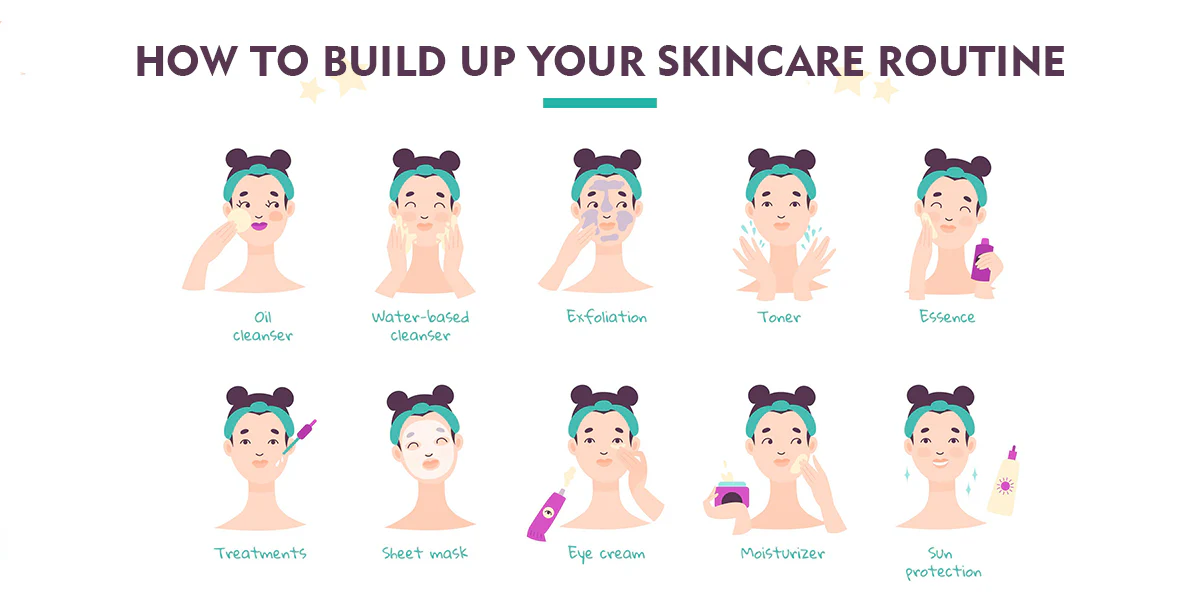 HOW TO BUILD UP YOUR SKINCARE ROUTINE
Oil
cleanser
Water-based
cleanser
Exfoliation
Toner
Essence
Treatments
Sheet mask
Eye cream
Moisturizer
Sun
protection